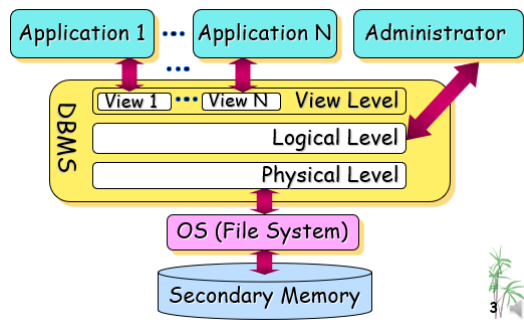 Application 1 ... Application N Administrator
...
View 1 ... View N View Level
DBMS
Logical Level
Physical Level
OS (File System)
Secondary Memory
3